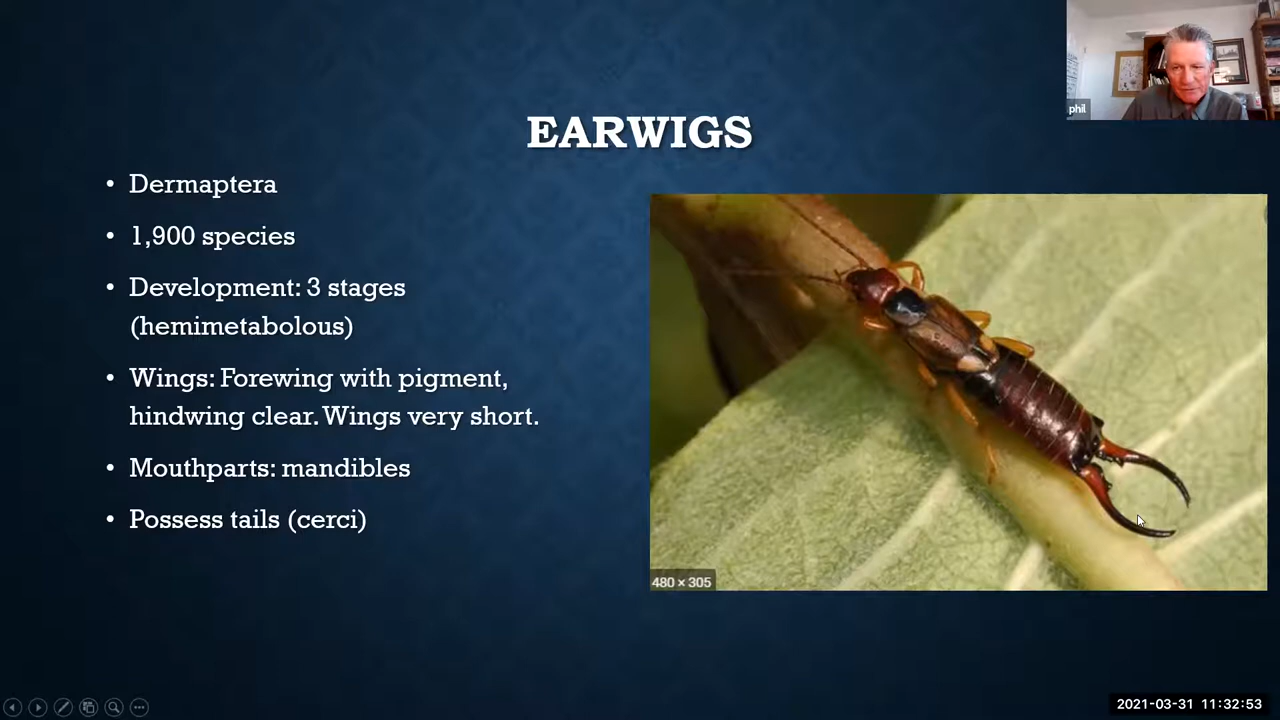 phil
EARWIGS
• Dermaptera
• 1,900 species
• Development: 3 stages
(hemimetabolous)
• Wings: Forewing with pigment,
hindwing clear. Wings very short.
• Mouthparts: mandibles
• Possess tails (cerci)
480 × 305
2021-03-31 11:32:53